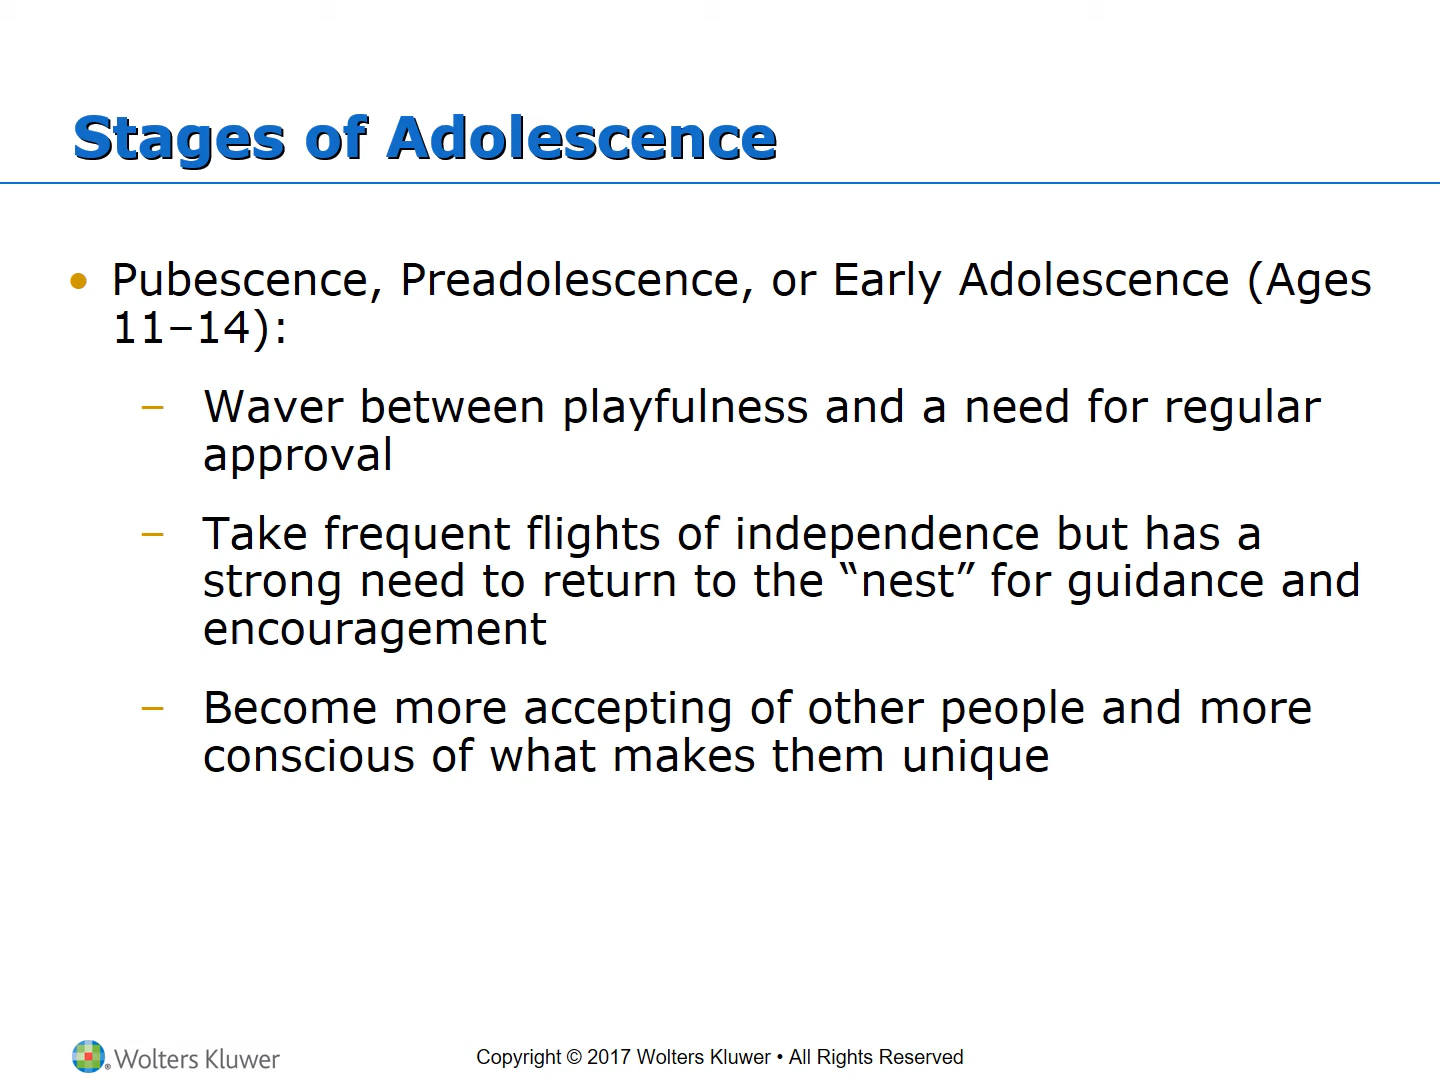 Stages of Adolescence
• Pubescence, Preadolescence, or Early Adolescence (Ages
11–14):
– Waver between playfulness and a need for regular
approval
– Take frequent flights of independence but has a
strong need to return to the “nest” for guidance and
encouragement
– Become more accepting of other people and more
conscious of what makes them unique
Wolters Kluwer
Copyright © 2017 Wolters Kluwer • All Rights Reserved